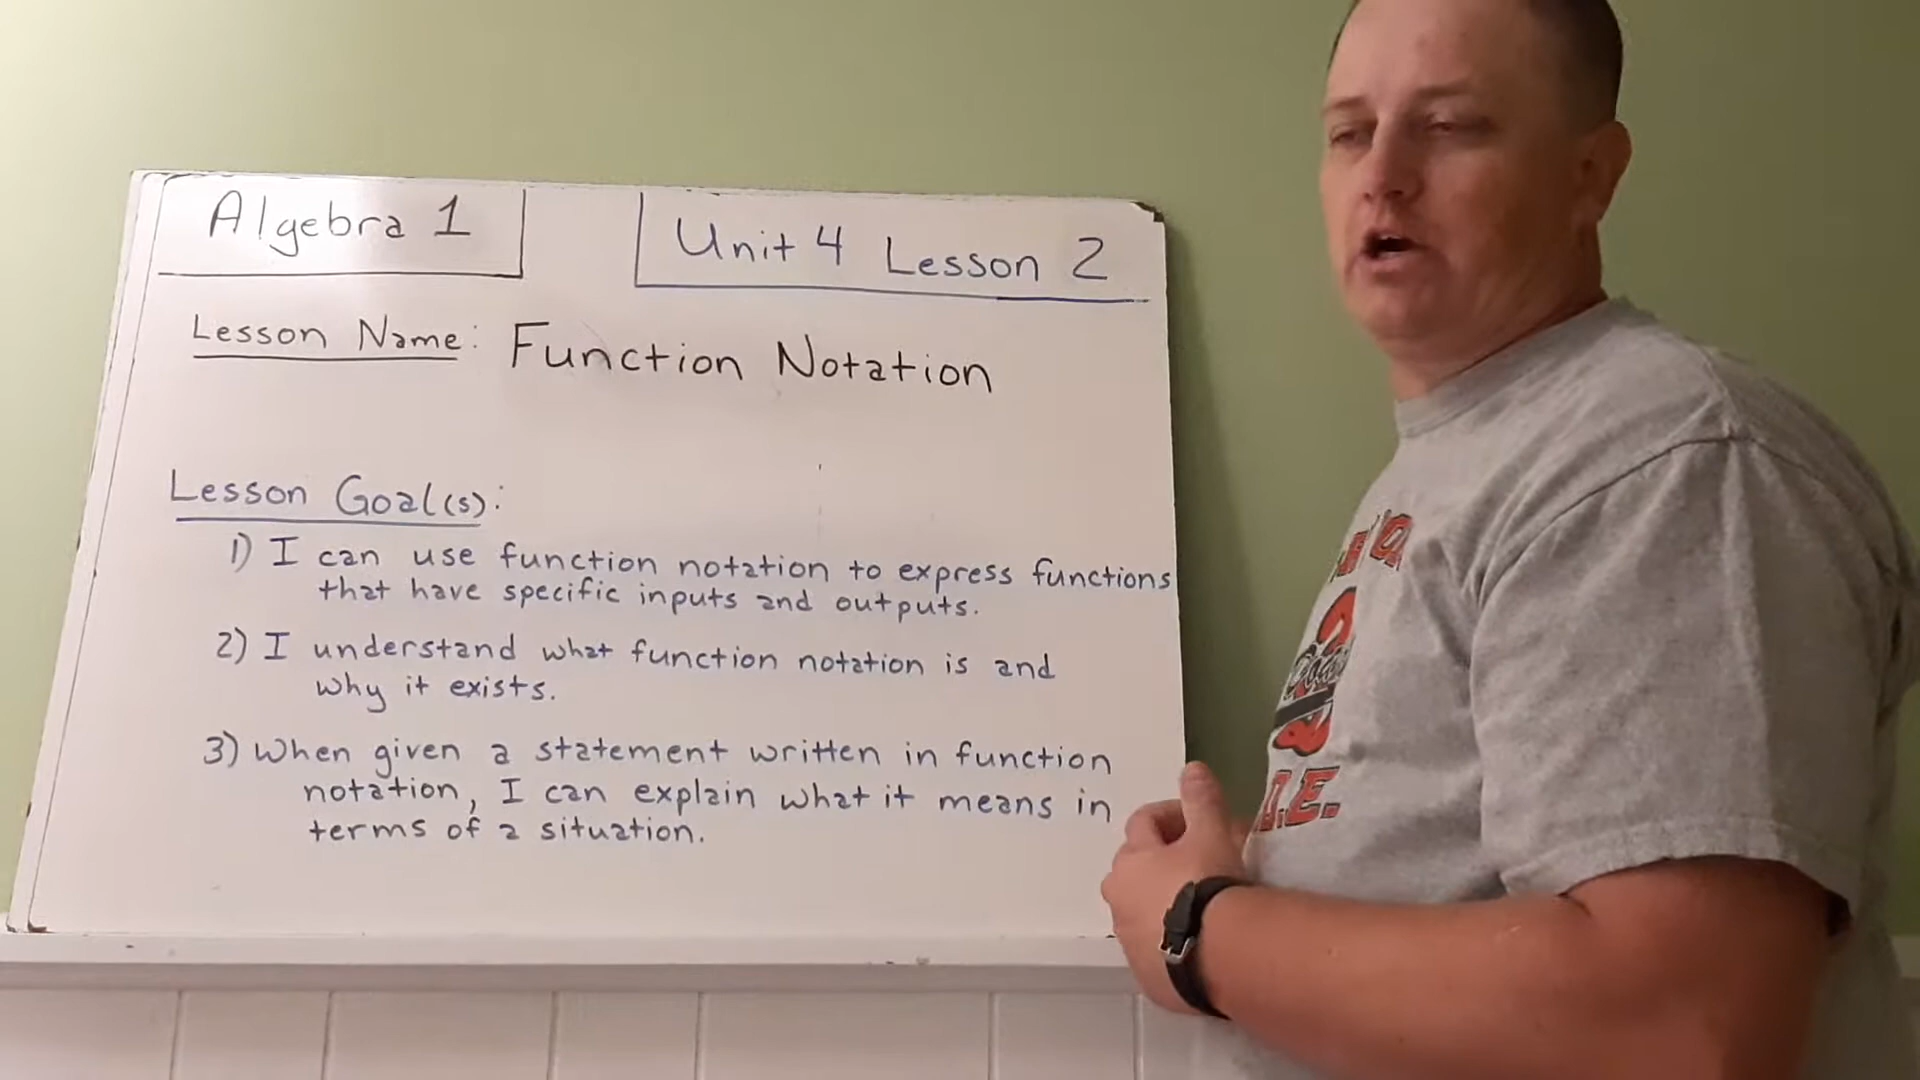 Algebra 1
Unit 4 Lesson 2
Lesson Name: Function Notation
Lesson Goal(s):
1) I can use function notation to express functions
that have specific inputs and outputs.
2) I understand what function notation is and
why it exists.
3) When given a statement written in function
notation, I can explain what it means in
terms of a situation.